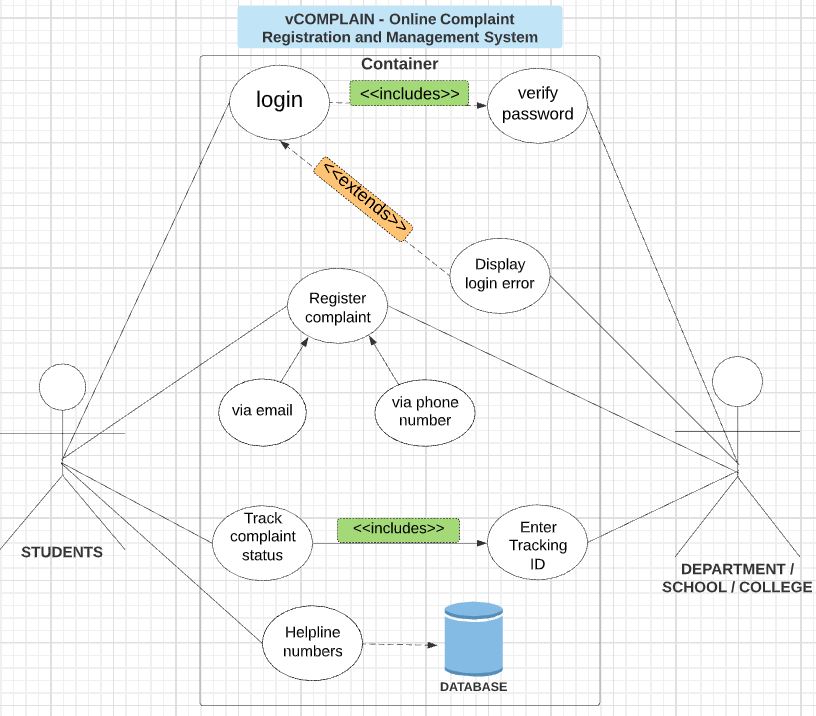 vCOMPLAIN - Online Complaint
Registration and Management System
Container
login
<<includes>>
verify
password
<<extends>>
Display
login error
Register
complaint
via email
via phone
number
Track
complaint
status
<<includes>>
Enter
Tracking
ID
STUDENTS
DEPARTMENT /
SCHOOL / COLLEGE
Helpline
numbers
DATABASE